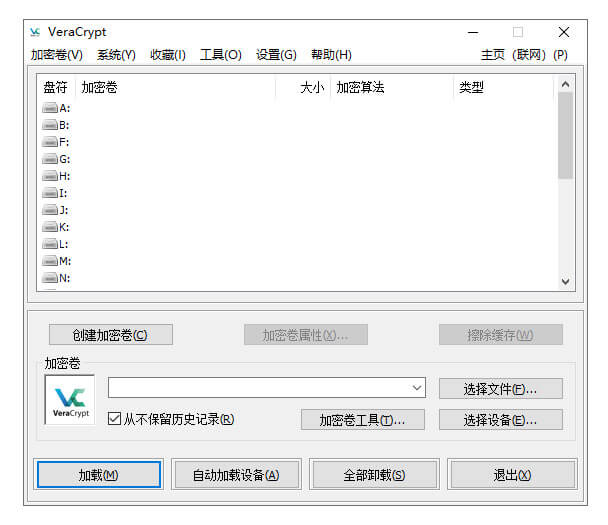 VeraCrypt
加密卷(V) 系统(Y) 收藏(I) 工具(O) 设置(G) 帮助(H) 主页 (联网) (P)
盘符 加密卷 大小 加密算法 类型
A:
B:
F:
G:
H:
I:
J:
K:
L:
M:
N:
创建加密卷(C) 加密卷属性(X)... 擦除缓存(W)
加密卷
VeraCrypt
选择文件(F)...
从不保留历史记录(R) 加密卷工具(T)... 选择设备(E)...
加载(M) 自动加载设备(A) 全部卸载(S) 退出(X)